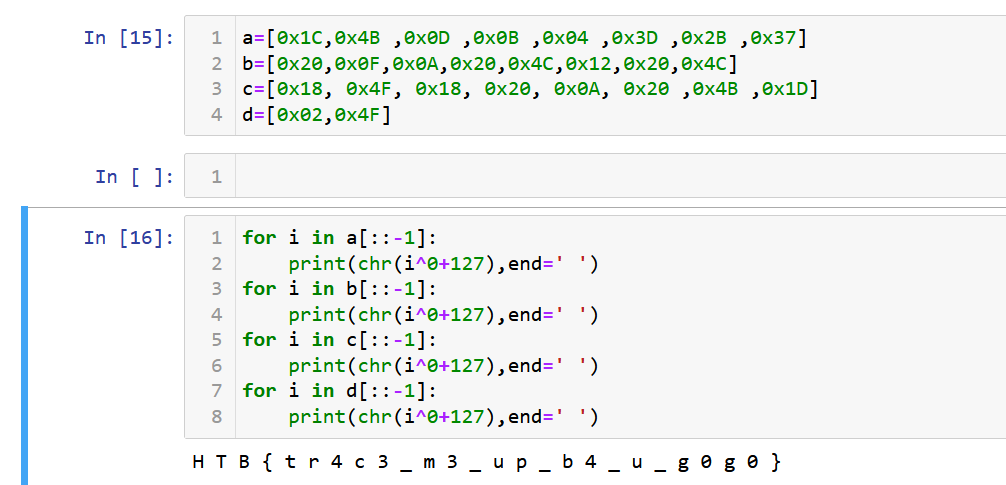 In [15]:
1 a=[0x1C,0x4B ,0x0D ,0x0B ,0x04 ,0x3D ,0x2B ,0x37]
2 b=[0x20,0x0F,0x0A,0x20,0x4C,0x12,0x20,0x4C]
3 c=[0x18, 0x4F, 0x18, 0x20, 0x0A, 0x20 ,0x4B ,0x1D]
4 d=[0x02,0x4F]
In [ ]:
1
In [16]:
1 for i in a[::-1]:
2     print(chr(i^0+127),end=' ')
3 for i in b[::-1]:
4     print(chr(i^0+127),end=' ')
5 for i in c[::-1]:
6     print(chr(i^0+127),end=' ')
7 for i in d[::-1]:
8     print(chr(i^0+127),end=' ')
H T B { t r 4 c 3 _ m 3 _ u p _ b 4 _ u _ g 0 g 0 }